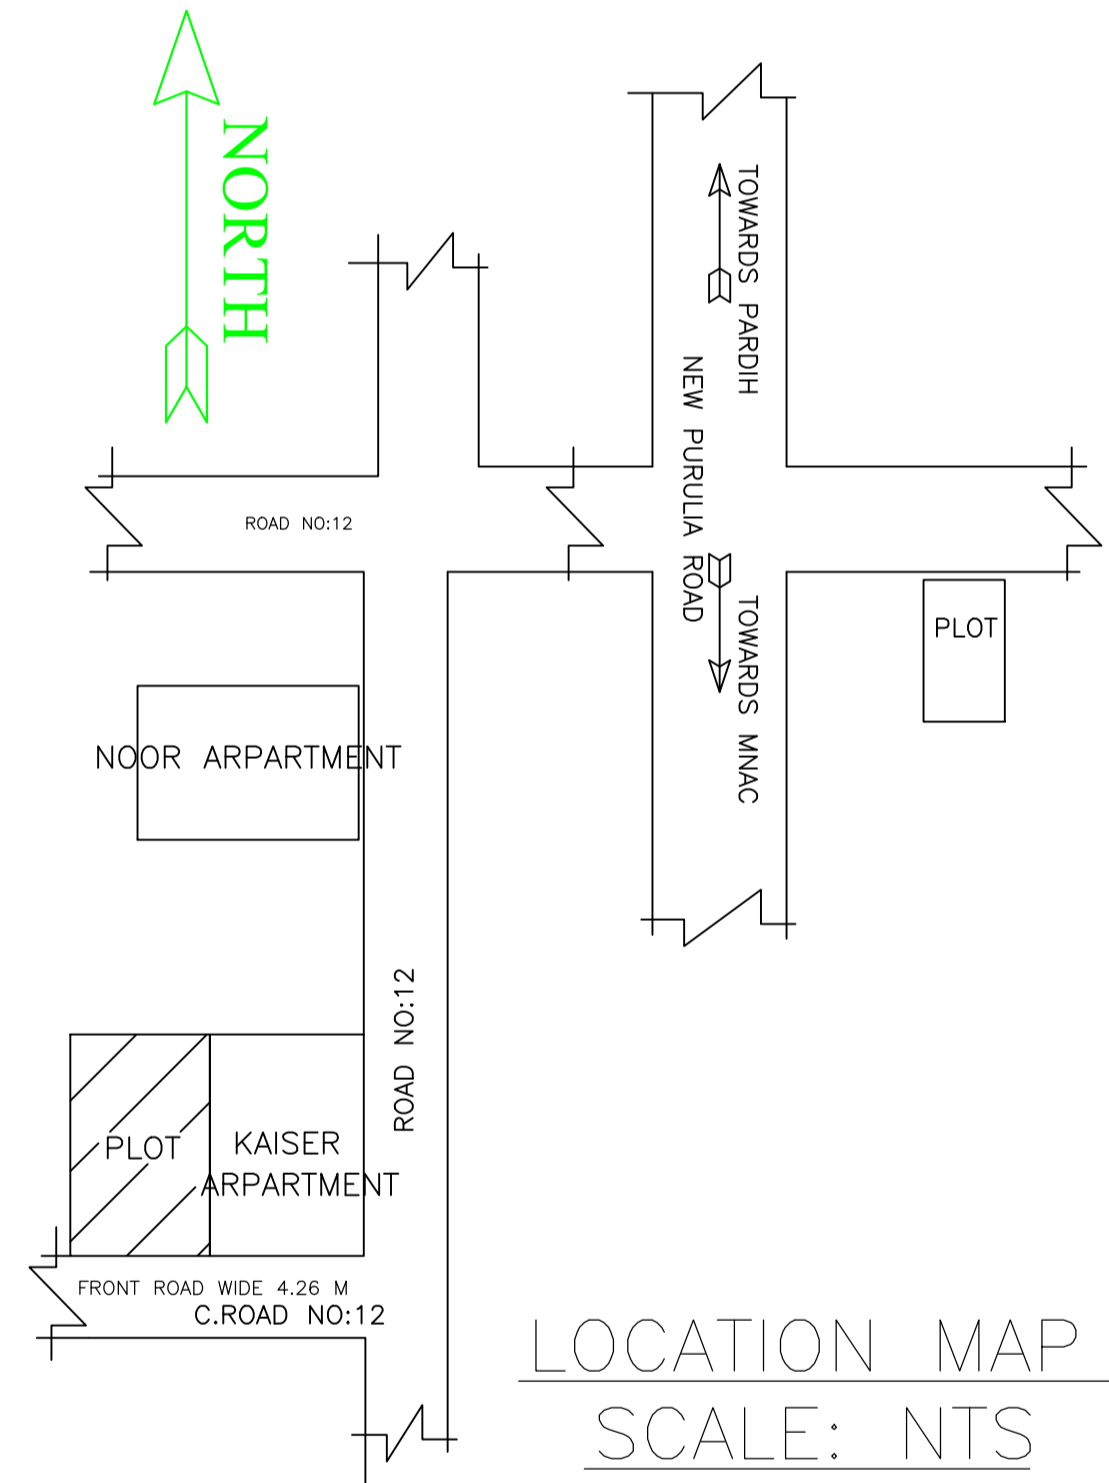 NORTH
TOWARDS PARDIH
NEW PURULIA ROAD
ROAD NO:12
TOWARDS MNAC
PLOT
NOOR ARPARTMENT
ROAD NO:12
PLOT
KAISER
ARPARTMENT
FRONT ROAD WIDE 4.26 M
C.ROAD NO:12
LOCATION MAP
SCALE: NTS